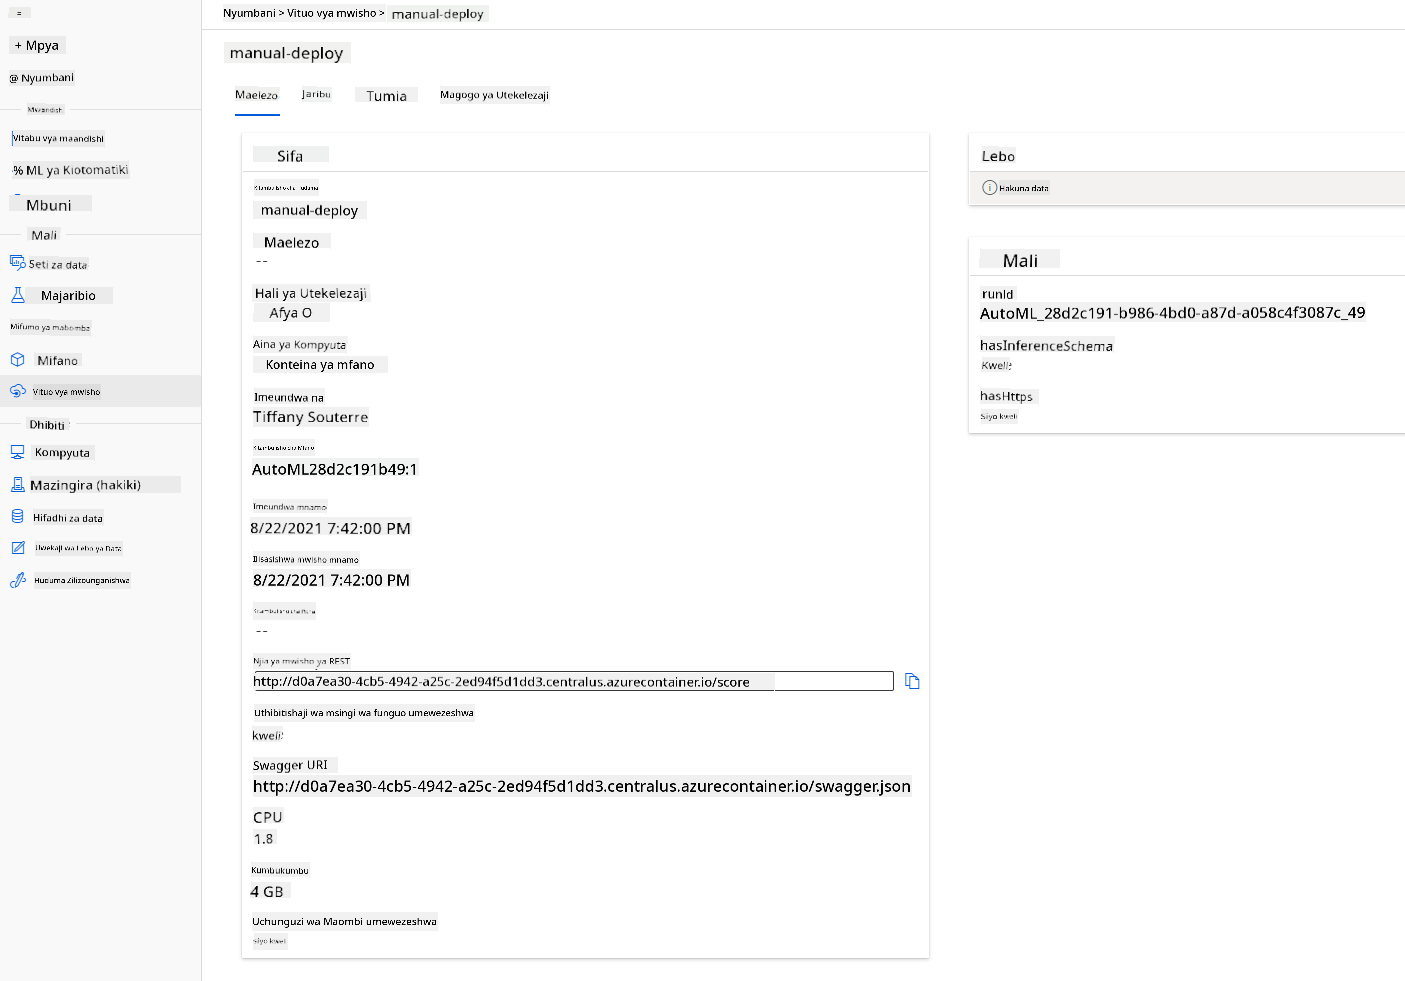 + Mpya
@ Nyumbani
Mwandishi
Vitabu vya maandishi
% ML ya Kiotomatiki
Mbuni
Mali
Seti za data
Majaribio
Mifumo ya mabomba
Mifano
Vituo vya mwisho
Dhibiti
Kompyuta
Mazingira (hakiki)
Hifadhi za data
Uwekaji wa Lebo ya Data
Huduma Zilizounganishwa
Nyumbani > Vituo vya mwisho > manual-deploy
manual-deploy
Maelezo Jaribu Tumia Magogo ya Utekelezaji
Sifa
manual-deploy
Maelezo
--
Hali ya Utekelezaji
Afya O
Aina ya Kompyuta
Konteina ya mfano
Imeundwa na
Tiffany Souterre
Kitambulisho cha Mfano
AutoML28d2c191b49:1
Imeundwa mnamo
8/22/2021 7:42:00 PM
Ilisasishwa mwisho mnamo
8/22/2021 7:42:00 PM
--
Njia ya mwisho ya REST
http://d0a7ea30-4cb5-4942-a25c-2ed94f5d1dd3.centralus.azurecontainer.io/score
Uthibitishaji wa msingi wa funguo umewezeshwa
kweli
Swagger URI
http://d0a7ea30-4cb5-4942-a25c-2ed94f5d1dd3.centralus.azurecontainer.io/swagger.json
CPU
1.8
Kumbukumbu
4 GB
Uchunguzi wa Maombi umewezeshwa
siyo kweli
Lebo
Hakuna data
Mali
runId
AutoML_28d2c191-b986-4bd0-a87d-a058c4f3087c_49
hasInferenceSchema
Kweli
hasHttps
Siyo kweli